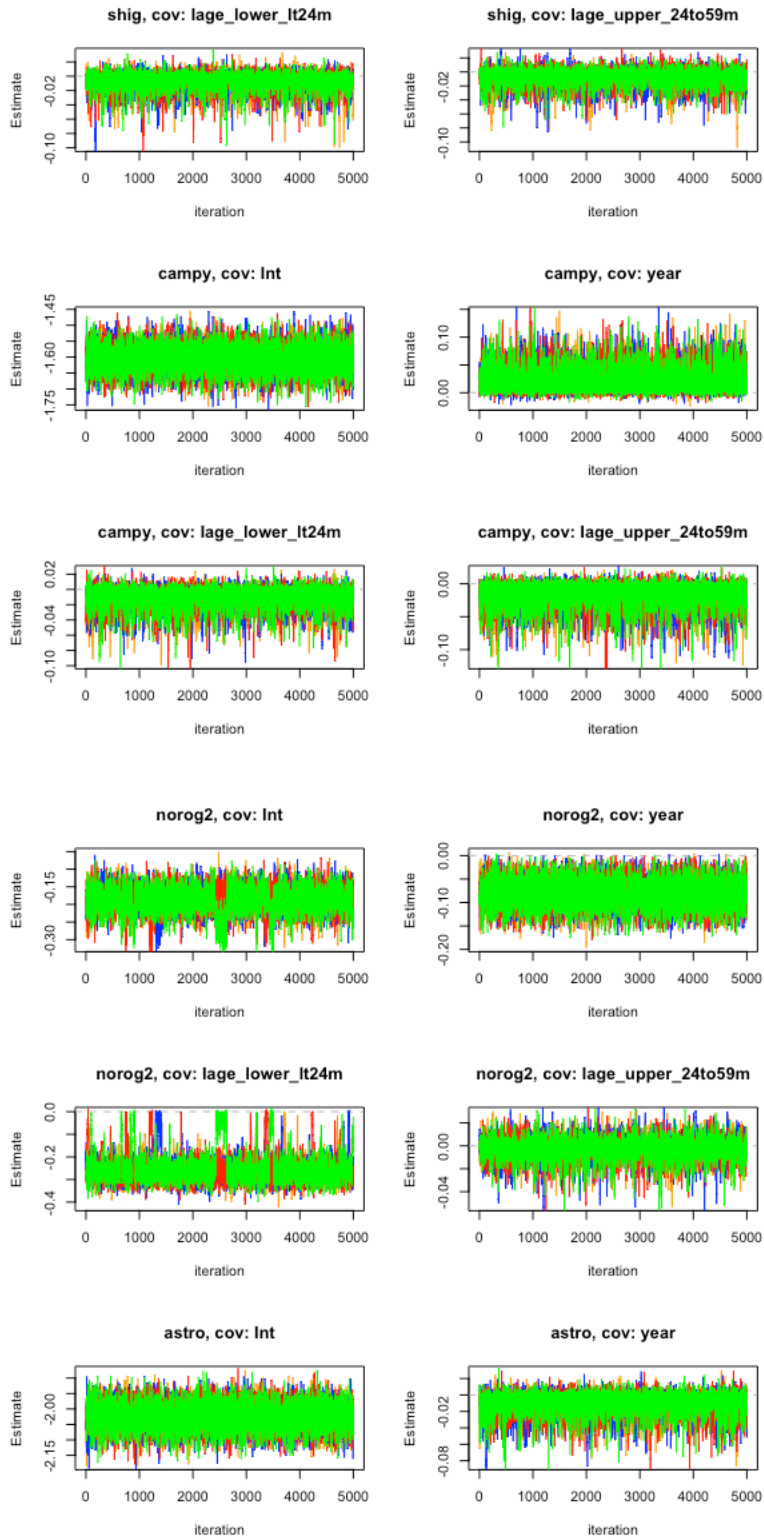 shig, cov: lage_lower_lt24m
Estimate
-0.02
-0.10
0 1000 2000 3000 4000 5000
iteration
shig, cov: lage_upper_24to59m
Estimate
-0.02
-0.10
0 1000 2000 3000 4000 5000
iteration
campy, cov: Int
Estimate
-1.45
-1.60
-1.75
0 1000 2000 3000 4000 5000
iteration
campy, cov: year
Estimate
0.10
0.00
0 1000 2000 3000 4000 5000
iteration
campy, cov: lage_lower_lt24m
Estimate
0.02
-0.04
-0.10
0 1000 2000 3000 4000 5000
iteration
campy, cov: lage_upper_24to59m
Estimate
0.00
-0.10
0 1000 2000 3000 4000 5000
iteration
norog2, cov: Int
Estimate
-0.15
-0.30
0 1000 2000 3000 4000 5000
iteration
norog2, cov: year
Estimate
0.00
-0.10
-0.20
0 1000 2000 3000 4000 5000
iteration
norog2, cov: lage_lower_lt24m
Estimate
0.0
-0.2
-0.4
0 1000 2000 3000 4000 5000
iteration
norog2, cov: lage_upper_24to59m
Estimate
0.00
-0.04
0 1000 2000 3000 4000 5000
iteration
astro, cov: Int
Estimate
-2.00
-2.15
0 1000 2000 3000 4000 5000
iteration
astro, cov: year
Estimate
-0.02
-0.08
0 1000 2000 3000 4000 5000
iteration